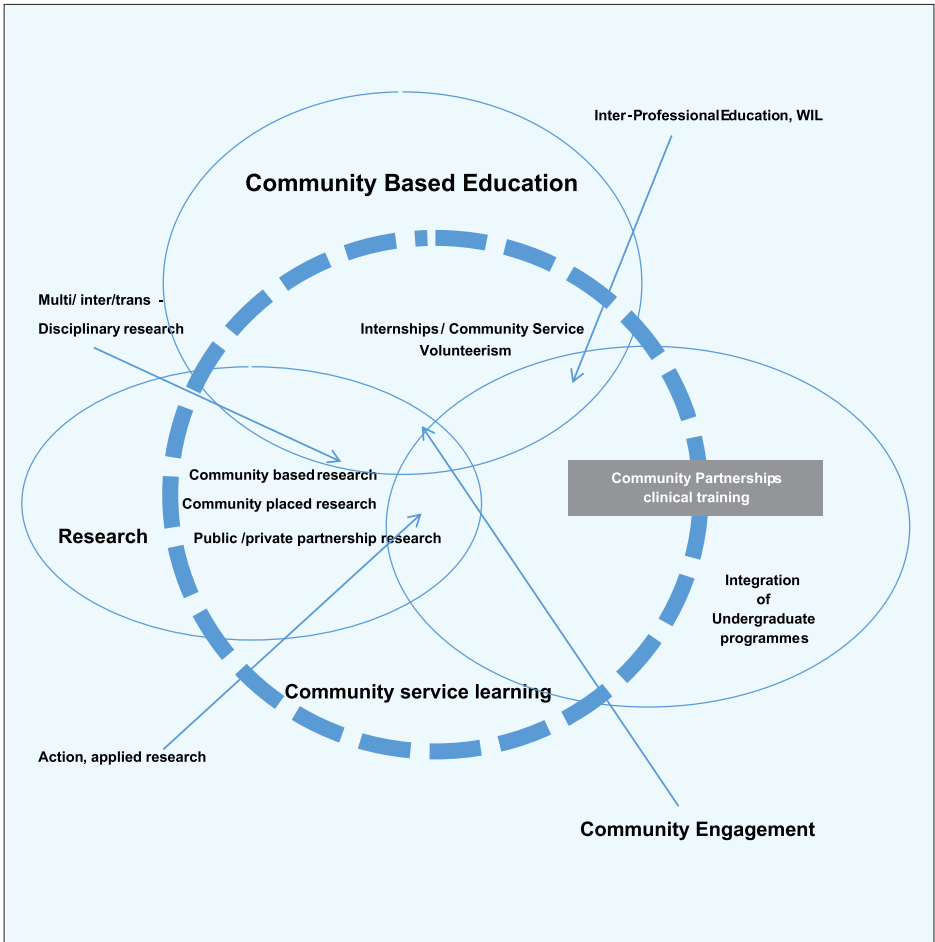 Inter-Professional Education, WIL
Community Based Education
Multi/ inter/trans -
Disciplinary research
Internships / Community Service
Volunteerism
Community based research
Community placed research
Public /private partnership research
Research
Community Partnerships
clinical training
Integration
of
Undergraduate
programmes
Community service learning
Action, applied research
Community Engagement